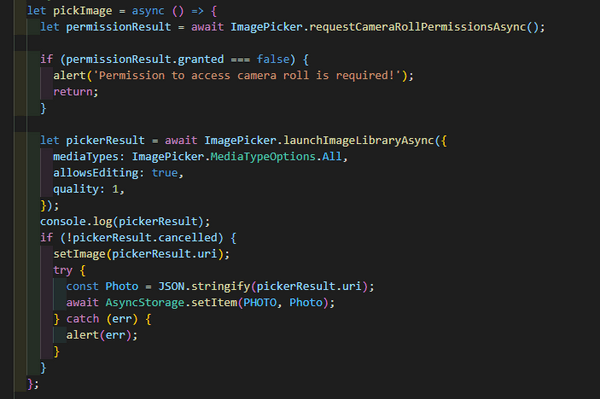 let pickImage = async () => {
let permissionResult = await ImagePicker.requestCameraRollPermissionsAsync();
if (permissionResult.granted === false) {
alert('Permission to access camera roll is required!');
return;
}
let pickerResult = await ImagePicker.launchImageLibraryAsync({
mediaTypes: ImagePicker.MediaTypeOptions.All,
allowsEditing: true,
quality: 1,
});
console.log(pickerResult);
if (!pickerResult.cancelled) {
setImage(pickerResult.uri);
try {
const Photo = JSON.stringify(pickerResult.uri);
await AsyncStorage.setItem(PHOTO, Photo);
} catch (err) {
alert(err);
}
}
};